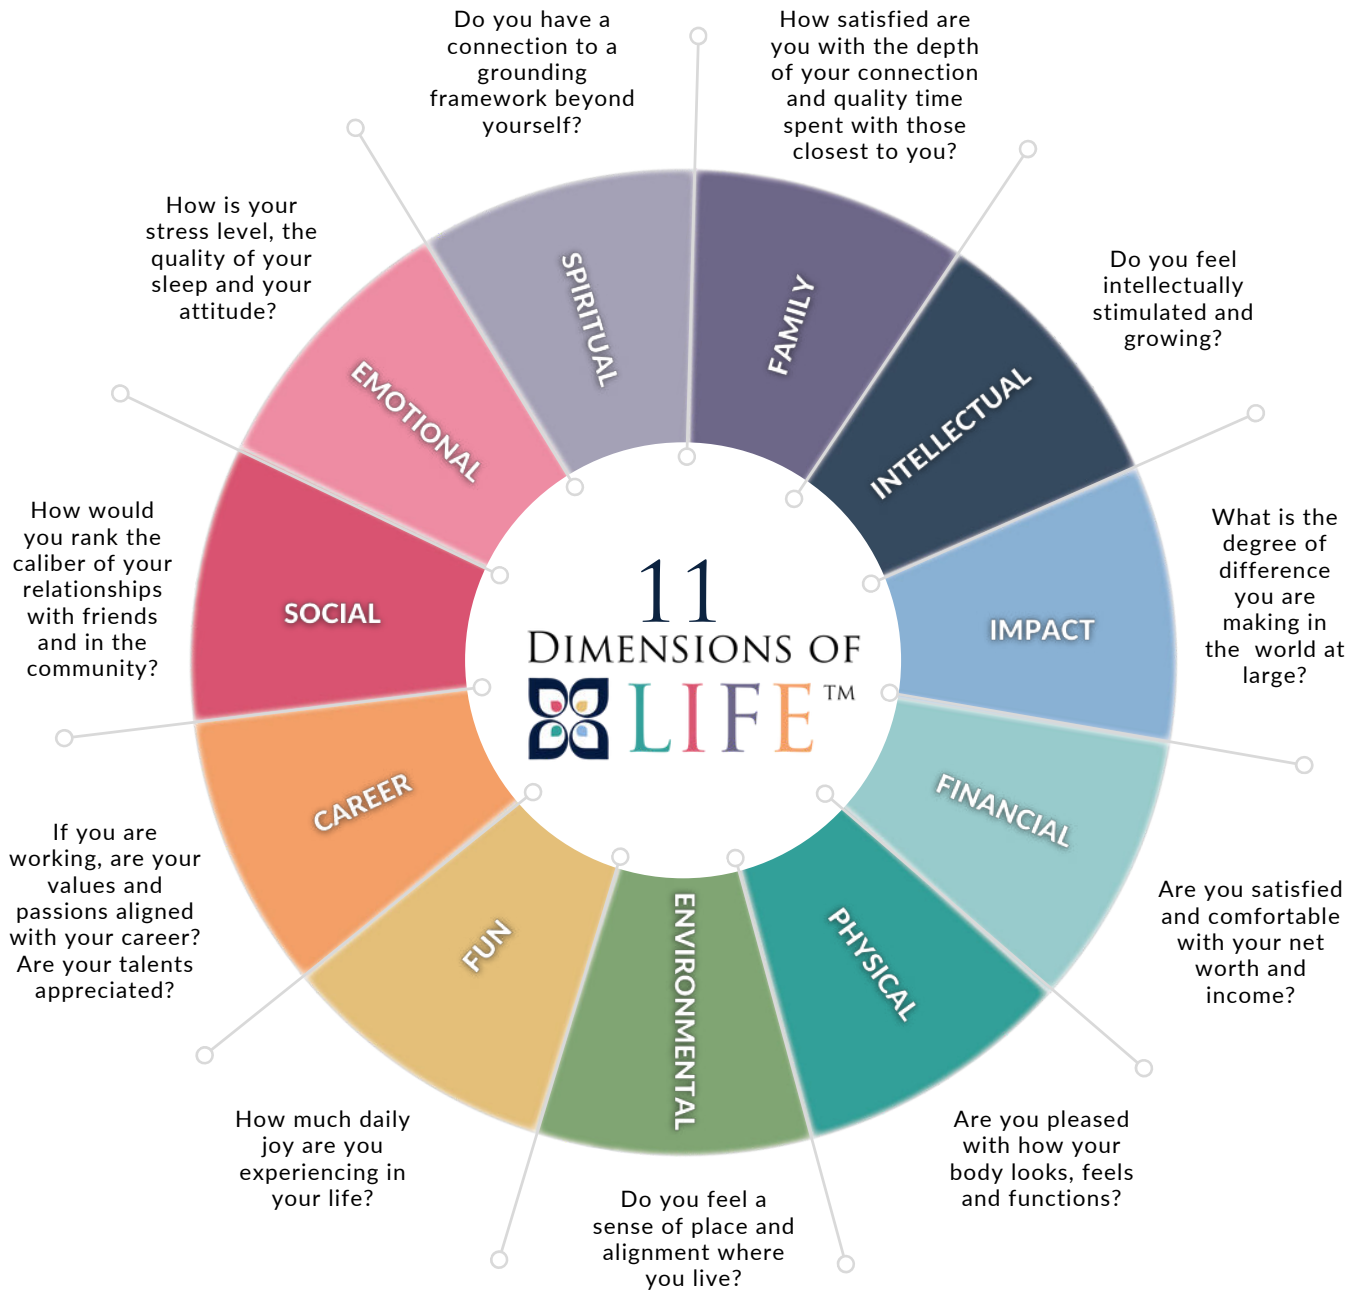 Do you have a
connection to a
grounding
framework beyond
yourself?
How satisfied are
you with the depth
of your connection
and quality time
spent with those
closest to you?
How is your
stress level, the
quality of your
sleep and your
attitude?
Do you feel
intellectually
stimulated and
growing?
SPIRITUAL
FAMILY
EMOTIONAL
INTELLECTUAL
How would
you rank the
caliber of your
relationships
with friends
and in the
community?
SOCIAL
11
DIMENSIONS OF
LIFE™
IMPACT
What is the
degree of
difference
you are
making in
the world at
large?
CAREER
FINANCIAL
If you are
working, are your
values and
passions aligned
with your career?
Are your talents
appreciated?
FUN
ENVIRONMENTAL
PHYSICAL
Are you satisfied
and comfortable
with your net
worth and
income?
How much daily
joy are you
experiencing in
your life?
Do you feel a
sense of place and
alignment where
you live?
Are you pleased
with how your
body looks, feels
and functions?